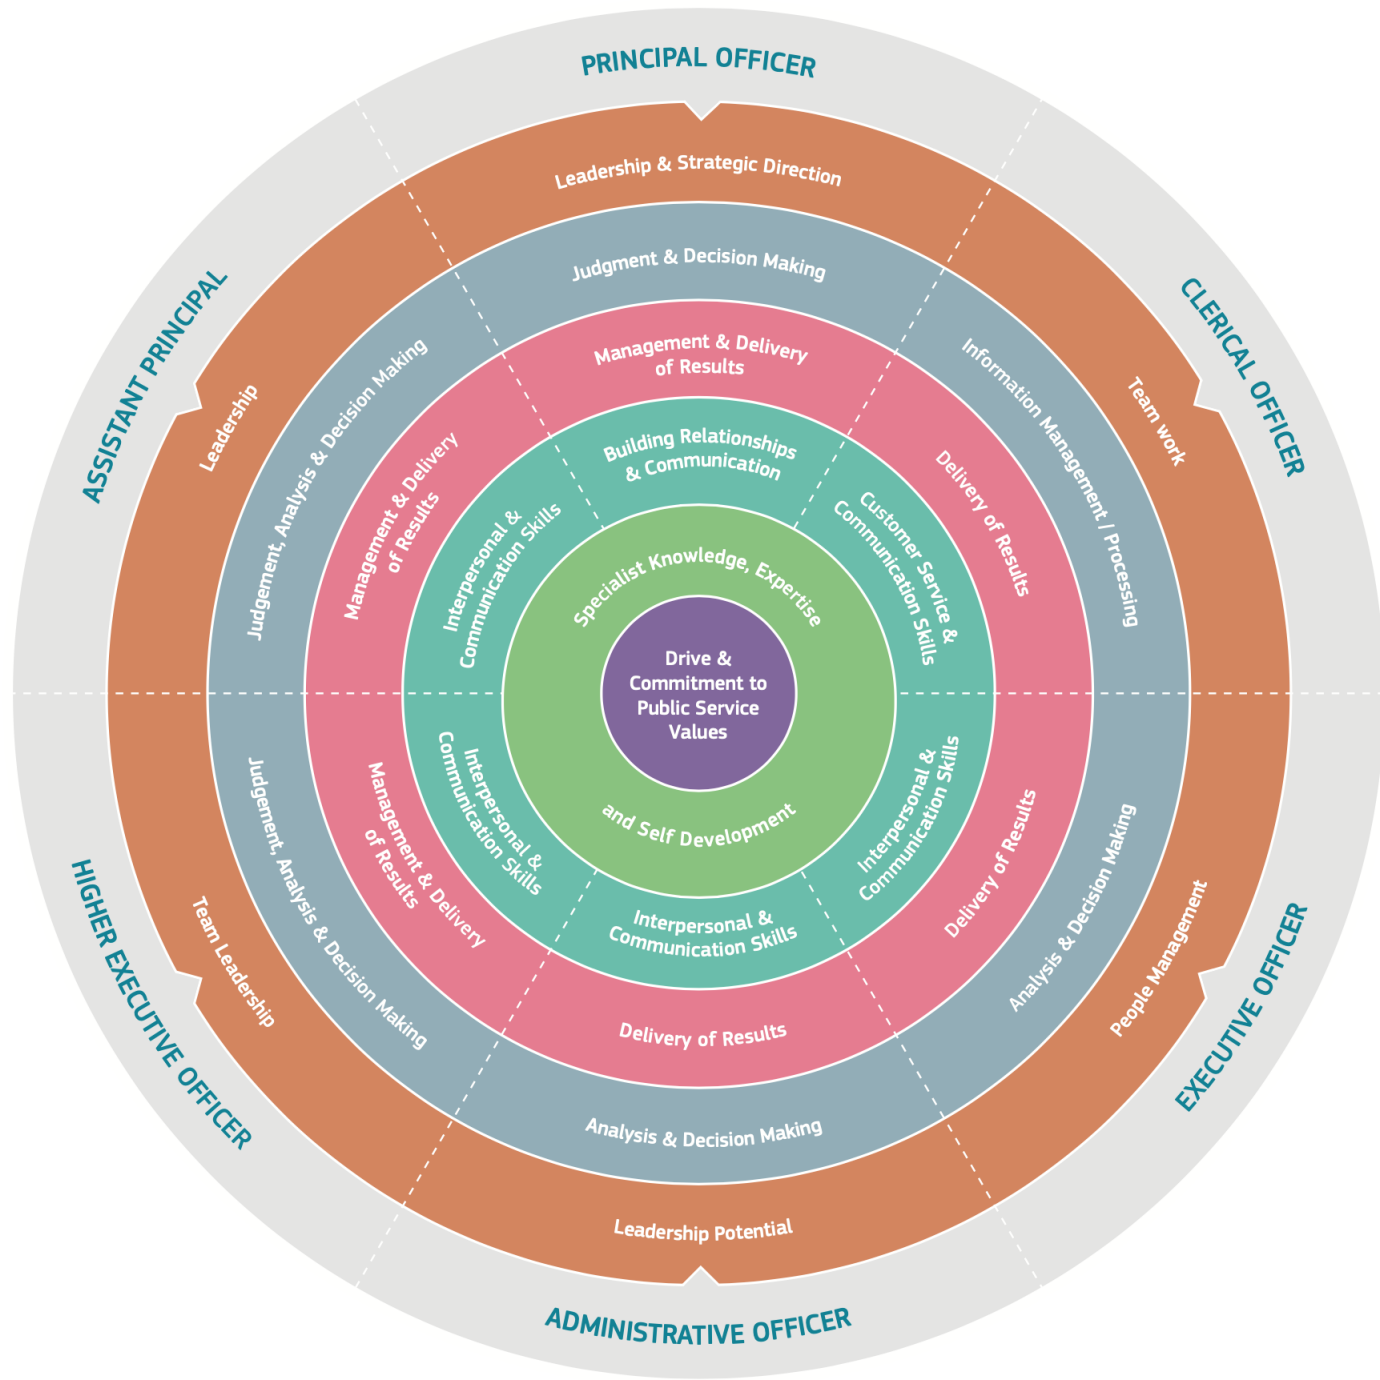 PRINCIPAL OFFICER
Leadership & Strategic Direction
Judgment & Decision Making
Management & Delivery
of Results
Building Relationships
& Communication
CLERICAL OFFICER
Team work
Information Management / Processing
Delivery of Results
Customer Service &
Communication Skills
EXECUTIVE OFFICER
People Management
Analysis & Decision Making
Delivery of Results
Interpersonal &
Communication Skills
ADMINISTRATIVE OFFICER
Leadership Potential
Analysis & Decision Making
Delivery of Results
Interpersonal &
Communication Skills
HIGHER EXECUTIVE OFFICER
Team Leadership
Judgement, Analysis & Decision Making
Management & Delivery
of Results
Interpersonal &
Communication Skills
ASSISTANT PRINCIPAL
Leadership
Judgement, Analysis & Decision Making
Management & Delivery
of Results
Interpersonal &
Communication Skills
Specialist Knowledge, Expertise
and Self Development
Drive &
Commitment to
Public Service
Values